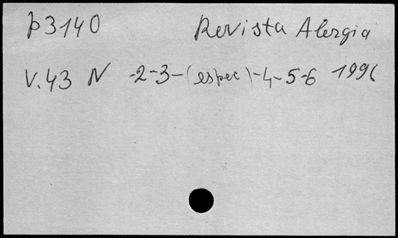 p3140 Revista Alergia
V.43 N -2-3-(espec)-4-5-6 1996